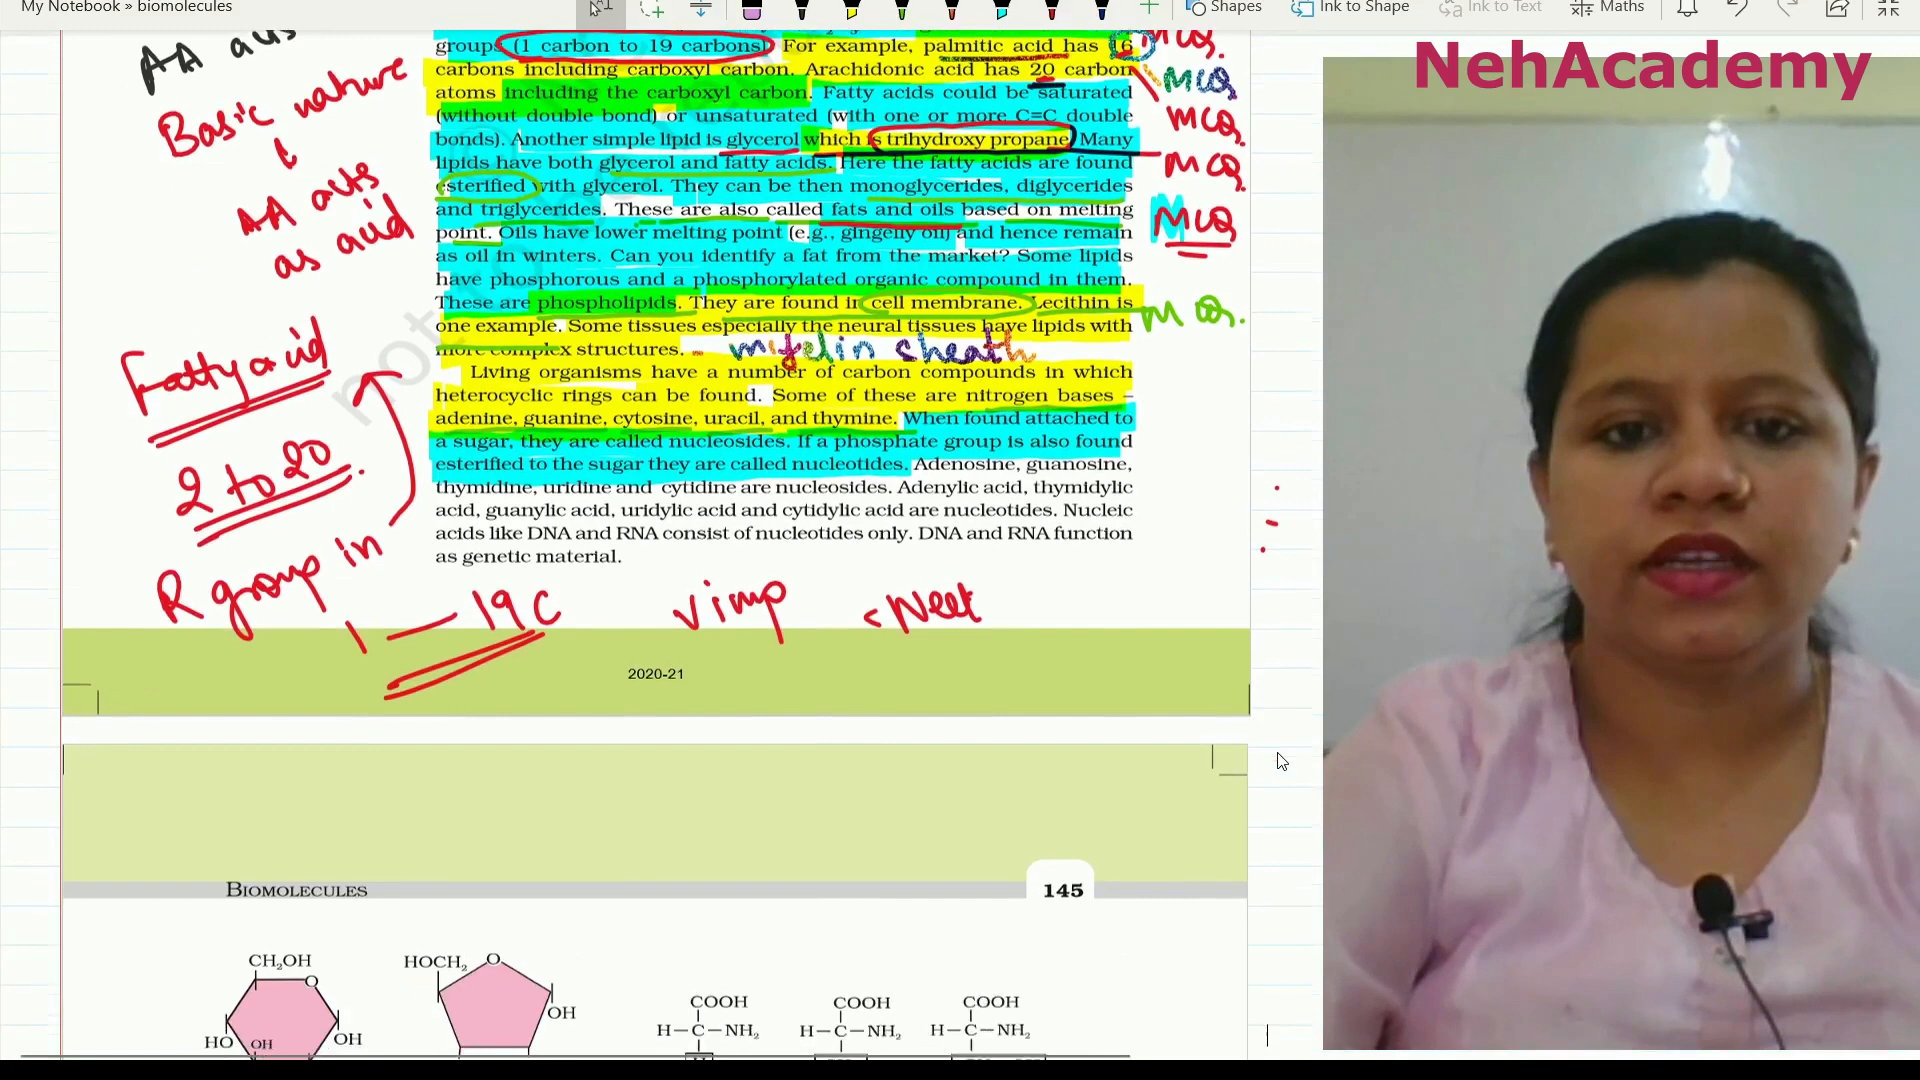 My Notebook » biomolecules
Shapes
Ink to Shape
Ink to Text
Maths
NehAcademy
AA acts
Basic nature
AA acts
as acid
Fatty acid
2 to 20
R group in
1 — 19C
groups (1 carbon to 19 carbons). For example, palmitic acid has 16
carbons including carboxyl carbon. Arachidonic acid has 20 carbon
atoms including the carboxyl carbon. Fatty acids could be saturated
(without double bond) or unsaturated (with one or more C=C double
bonds). Another simple lipid is glycerol which is trihydroxy propane. Many
lipids have both glycerol and fatty acids. Here the fatty acids are found
esterified with glycerol. They can be then monoglycerides, diglycerides
and triglycerides. These are also called fats and oils based on melting
point. Oils have lower melting point (e.g., gingelly oil) and hence remain
as oil in winters. Can you identify a fat from the market? Some lipids
have phosphorous and a phosphorylated organic compound in them.
These are phospholipids. They are found in cell membrane. Lecithin is
one example. Some tissues especially the neural tissues have lipids with
more complex structures. - myelin sheath
Living organisms have a number of carbon compounds in which
heterocyclic rings can be found. Some of these are nitrogen bases –
adenine, guanine, cytosine, uracil, and thymine. When found attached to
a sugar, they are called nucleosides. If a phosphate group is also found
esterified to the sugar they are called nucleotides. Adenosine, guanosine,
thymidine, uridine and cytidine are nucleosides. Adenylic acid, thymidylic
acid, guanylic acid, uridylic acid and cytidylic acid are nucleotides. Nucleic
acids like DNA and RNA consist of nucleotides only. DNA and RNA function
as genetic material.
MCQ.
MCQ
MCQ.
MCQ.
MCQ
MCQ.
not
Vimp
Neet
2020-21
BIOMOLECULES
145
CH₂OH
O
HO
OH
OH
HOCH₂
O
OH
COOH
H–C–NH₂
COOH
H–C–NH₂
COOH
H–C–NH₂